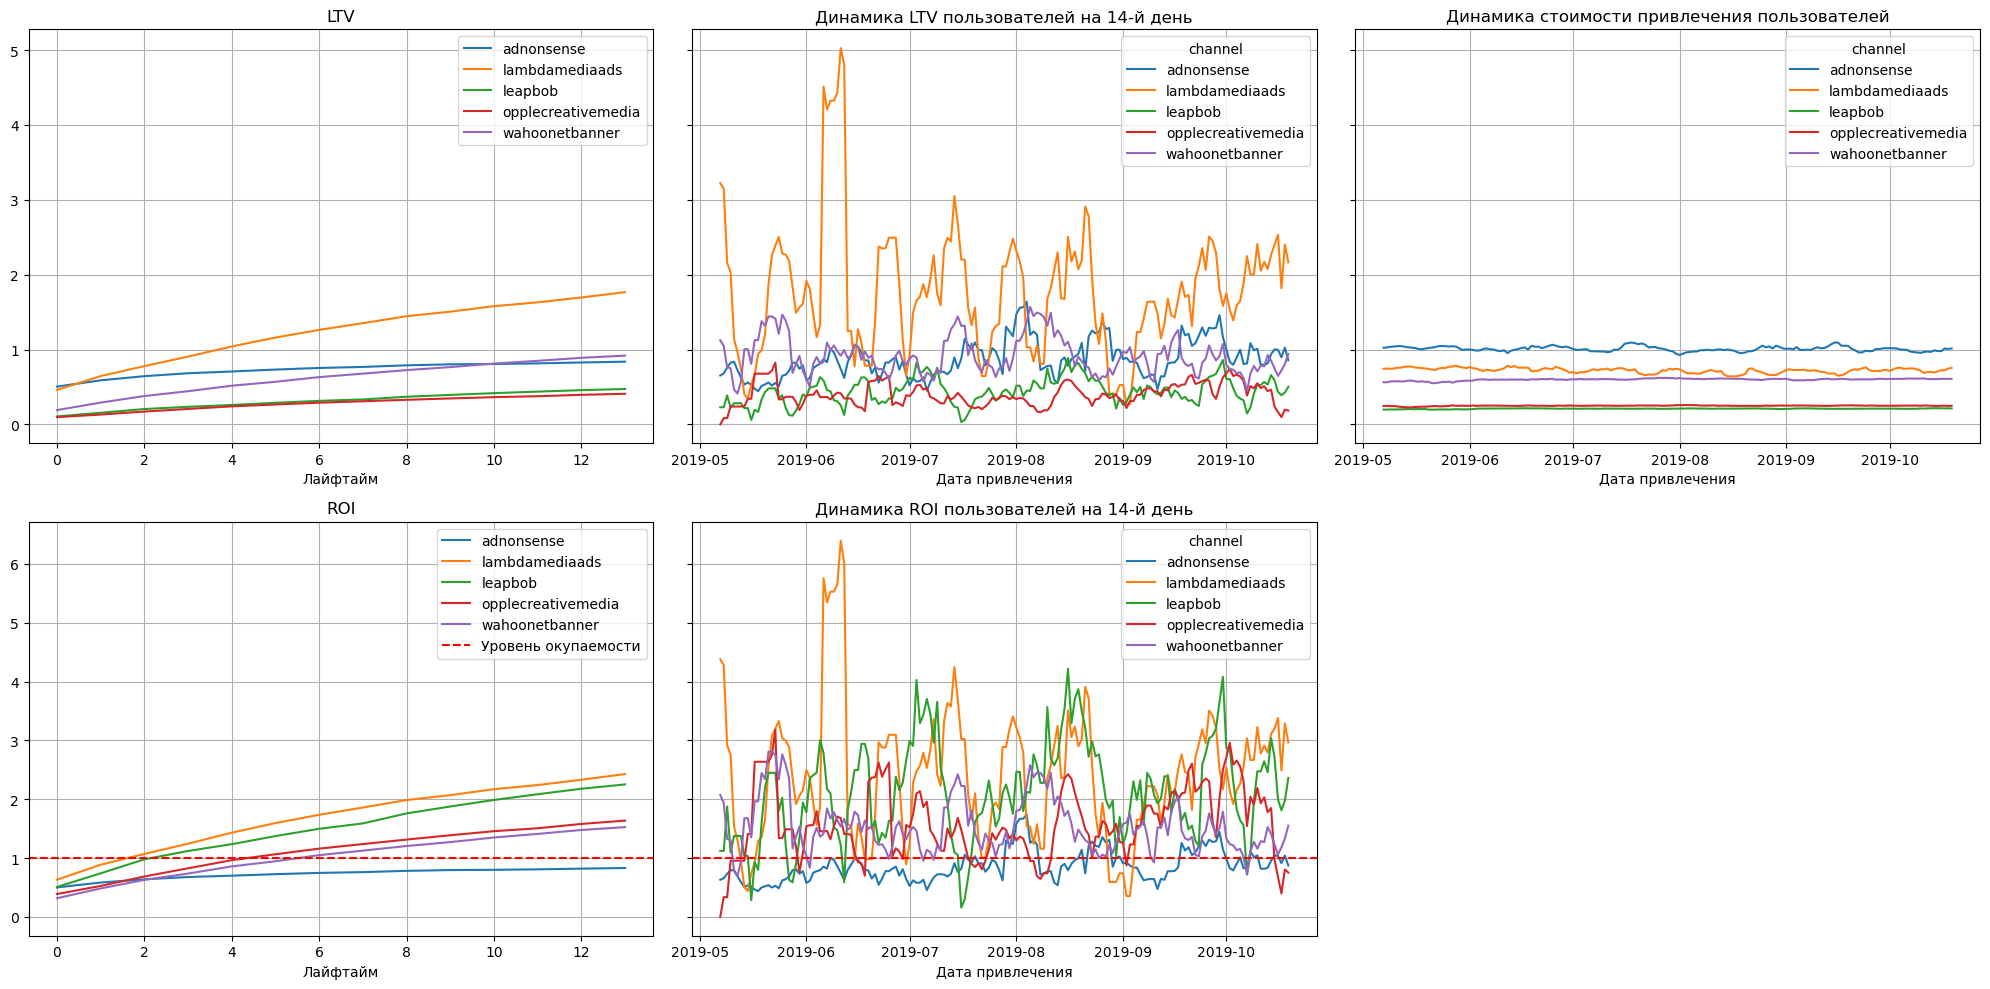 LTV
5
4
3
2
1
0
adnonsense
lambdamediaads
leapbob
opplecreativemedia
wahoonetbanner
0 2 4 6 8 10 12
Лайфтайм
Динамика LTV пользователей на 14-й день
channel
adnonsense
lambdamediaads
leapbob
opplecreativemedia
wahoonetbanner
2019-05 2019-06 2019-07 2019-08 2019-09 2019-10
Дата привлечения
Динамика стоимости привлечения пользователей
channel
adnonsense
lambdamediaads
leapbob
opplecreativemedia
wahoonetbanner
2019-05 2019-06 2019-07 2019-08 2019-09 2019-10
Дата привлечения
ROI
6
5
4
3
2
1
0
adnonsense
lambdamediaads
leapbob
opplecreativemedia
wahoonetbanner
Уровень окупаемости
0 2 4 6 8 10 12
Лайфтайм
Динамика ROI пользователей на 14-й день
channel
adnonsense
lambdamediaads
leapbob
opplecreativemedia
wahoonetbanner
2019-05 2019-06 2019-07 2019-08 2019-09 2019-10
Дата привлечения